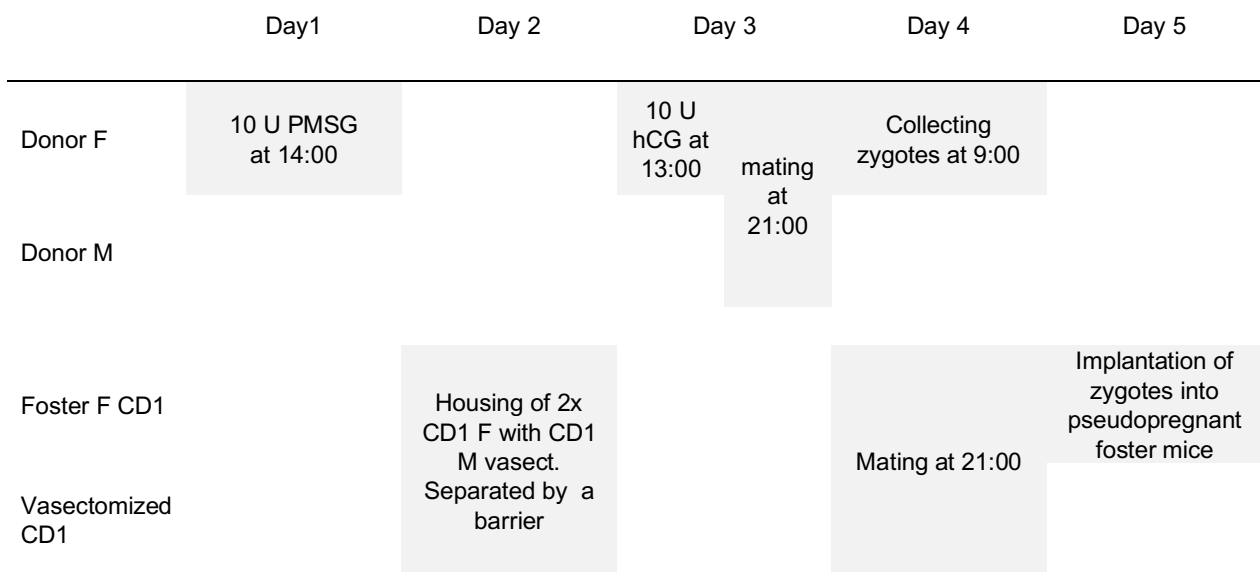 Day1 Day 2 Day 3 Day 4 Day 5
Donor F
10 U PMSG
at 14:00
10 U
hCG at
13:00
mating
at
21:00
Collecting
zygotes at 9:00
Donor M
Foster F CD1
Housing of 2x
CD1 F with CD1
M vasect.
Separated by a
barrier
Mating at 21:00
Implantation of
zygotes into
pseudopregnant
foster mice
Vasectomized
CD1